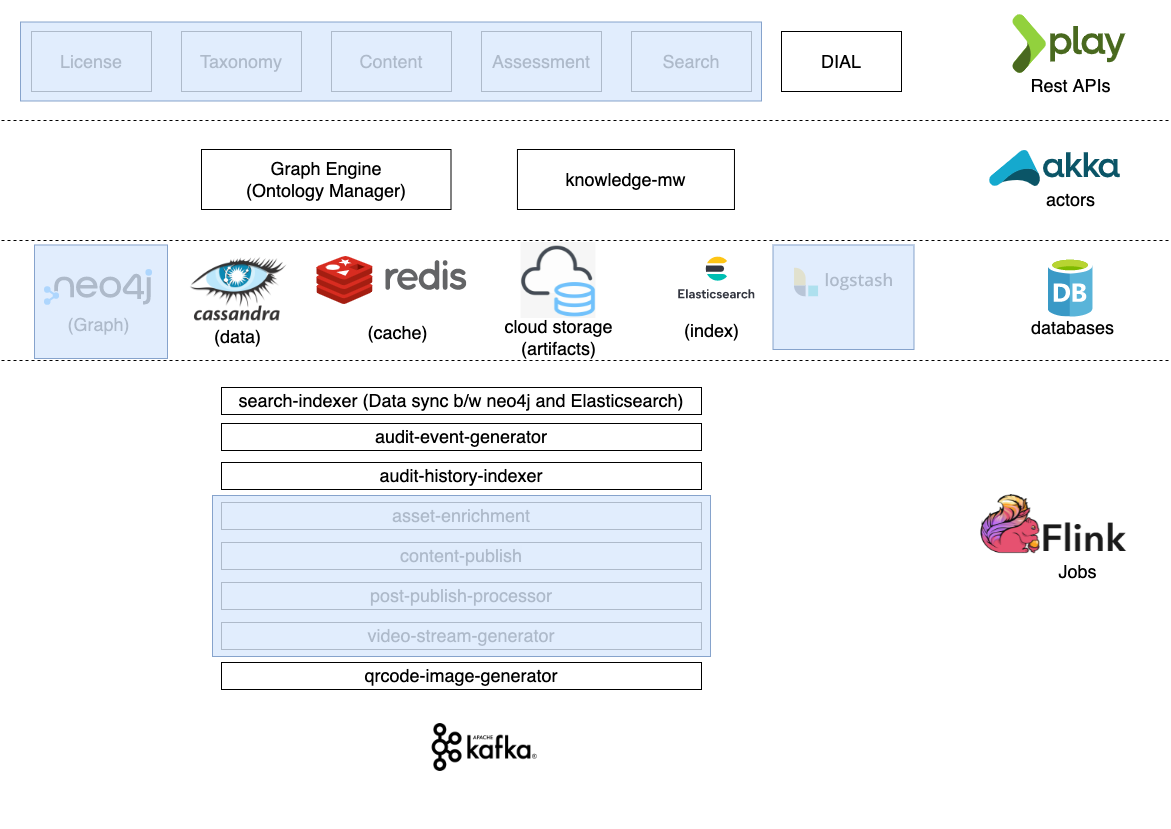 License
Taxonomy
Content
Assessment
Search
DIAL
play
Rest APIs
Graph Engine
(Ontology Manager)
knowledge-mw
akka
actors
neo4j
(Graph)
cassandra
(data)
redis
(cache)
cloud storage
(artifacts)
Elasticsearch
(index)
logstash
DB
databases
search-indexer (Data sync b/w neo4j and Elasticsearch)
audit-event-generator
audit-history-indexer
asset-enrichment
content-publish
post-publish-processor
video-stream-generator
qrcode-image-generator
Flink
Jobs
APACHE
kafka®